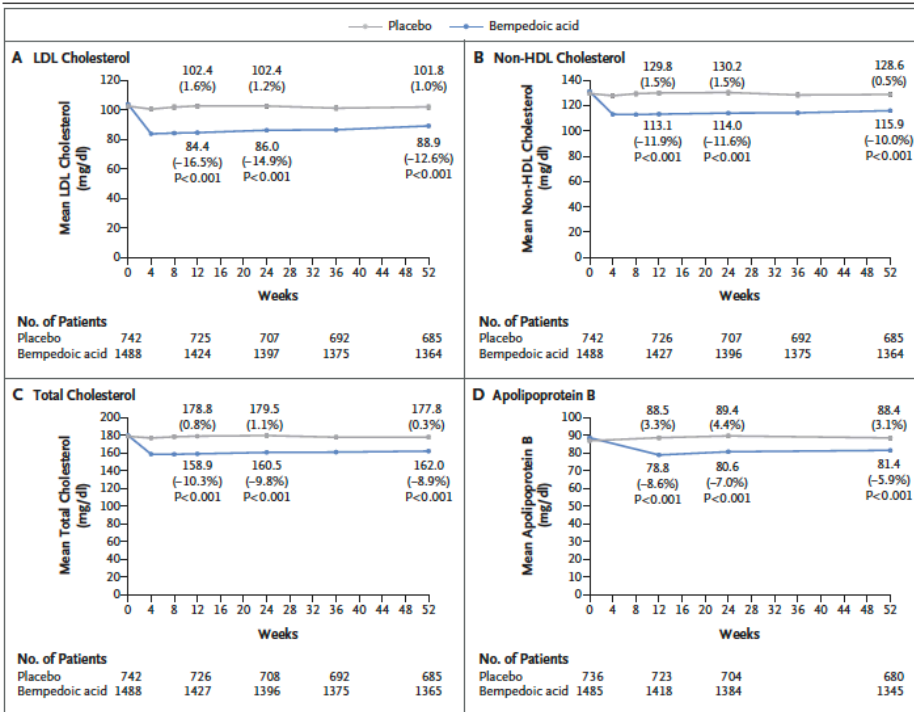 Placebo Bempedoic acid
A LDL Cholesterol
Mean LDL Cholesterol
(mg/dl)
120
100
80
60
40
20
0
102.4
(1.6%)
102.4
(1.2%)
101.8
(1.0%)
84.4
(−16.5%)
P<0.001
86.0
(−14.9%)
P<0.001
88.9
(−12.6%)
P<0.001
0 4 8 12 16 20 24 28 32 36 40 44 48 52
Weeks
No. of Patients
Placebo 742 725 707 692 685
Bempedoic acid 1488 1424 1397 1375 1364
B Non-HDL Cholesterol
Mean Non-HDL Cholesterol
(mg/dl)
140
120
100
80
60
40
20
0
129.8
(1.5%)
130.2
(1.5%)
128.6
(0.5%)
113.1
(−11.9%)
P<0.001
114.0
(−11.6%)
P<0.001
115.9
(−10.0%)
P<0.001
0 4 8 12 16 20 24 28 32 36 40 44 48 52
Weeks
No. of Patients
Placebo 742 726 707 692 685
Bempedoic acid 1488 1427 1396 1375 1364
C Total Cholesterol
Mean Total Cholesterol
(mg/dl)
200
180
160
140
120
100
80
60
40
20
0
178.8
(0.8%)
179.5
(1.1%)
177.8
(0.3%)
158.9
(−10.3%)
P<0.001
160.5
(−9.8%)
P<0.001
162.0
(−8.9%)
P<0.001
0 4 8 12 16 20 24 28 32 36 40 44 48 52
Weeks
No. of Patients
Placebo 742 726 708 692 685
Bempedoic acid 1488 1427 1396 1375 1365
D Apolipoprotein B
Mean Apolipoprotein B
(mg/dl)
100
90
80
70
60
50
40
30
20
10
0
88.5
(3.3%)
89.4
(4.4%)
88.4
(3.1%)
78.8
(−8.6%)
P<0.001
80.6
(−7.0%)
P<0.001
81.4
(−5.9%)
P<0.001
0 4 8 12 16 20 24 28 32 36 40 44 48 52
Weeks
No. of Patients
Placebo 736 723 704 680
Bempedoic acid 1485 1418 1384 1345